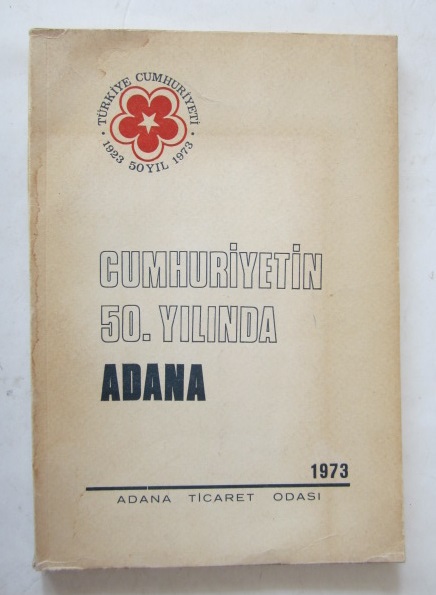 · TÜRKİYE CUMHURİYETİ ·
1923 50 YIL 1973
CUMHURİYETİN
50. YILINDA
ADANA
1973
ADANA TİCARET ODASI